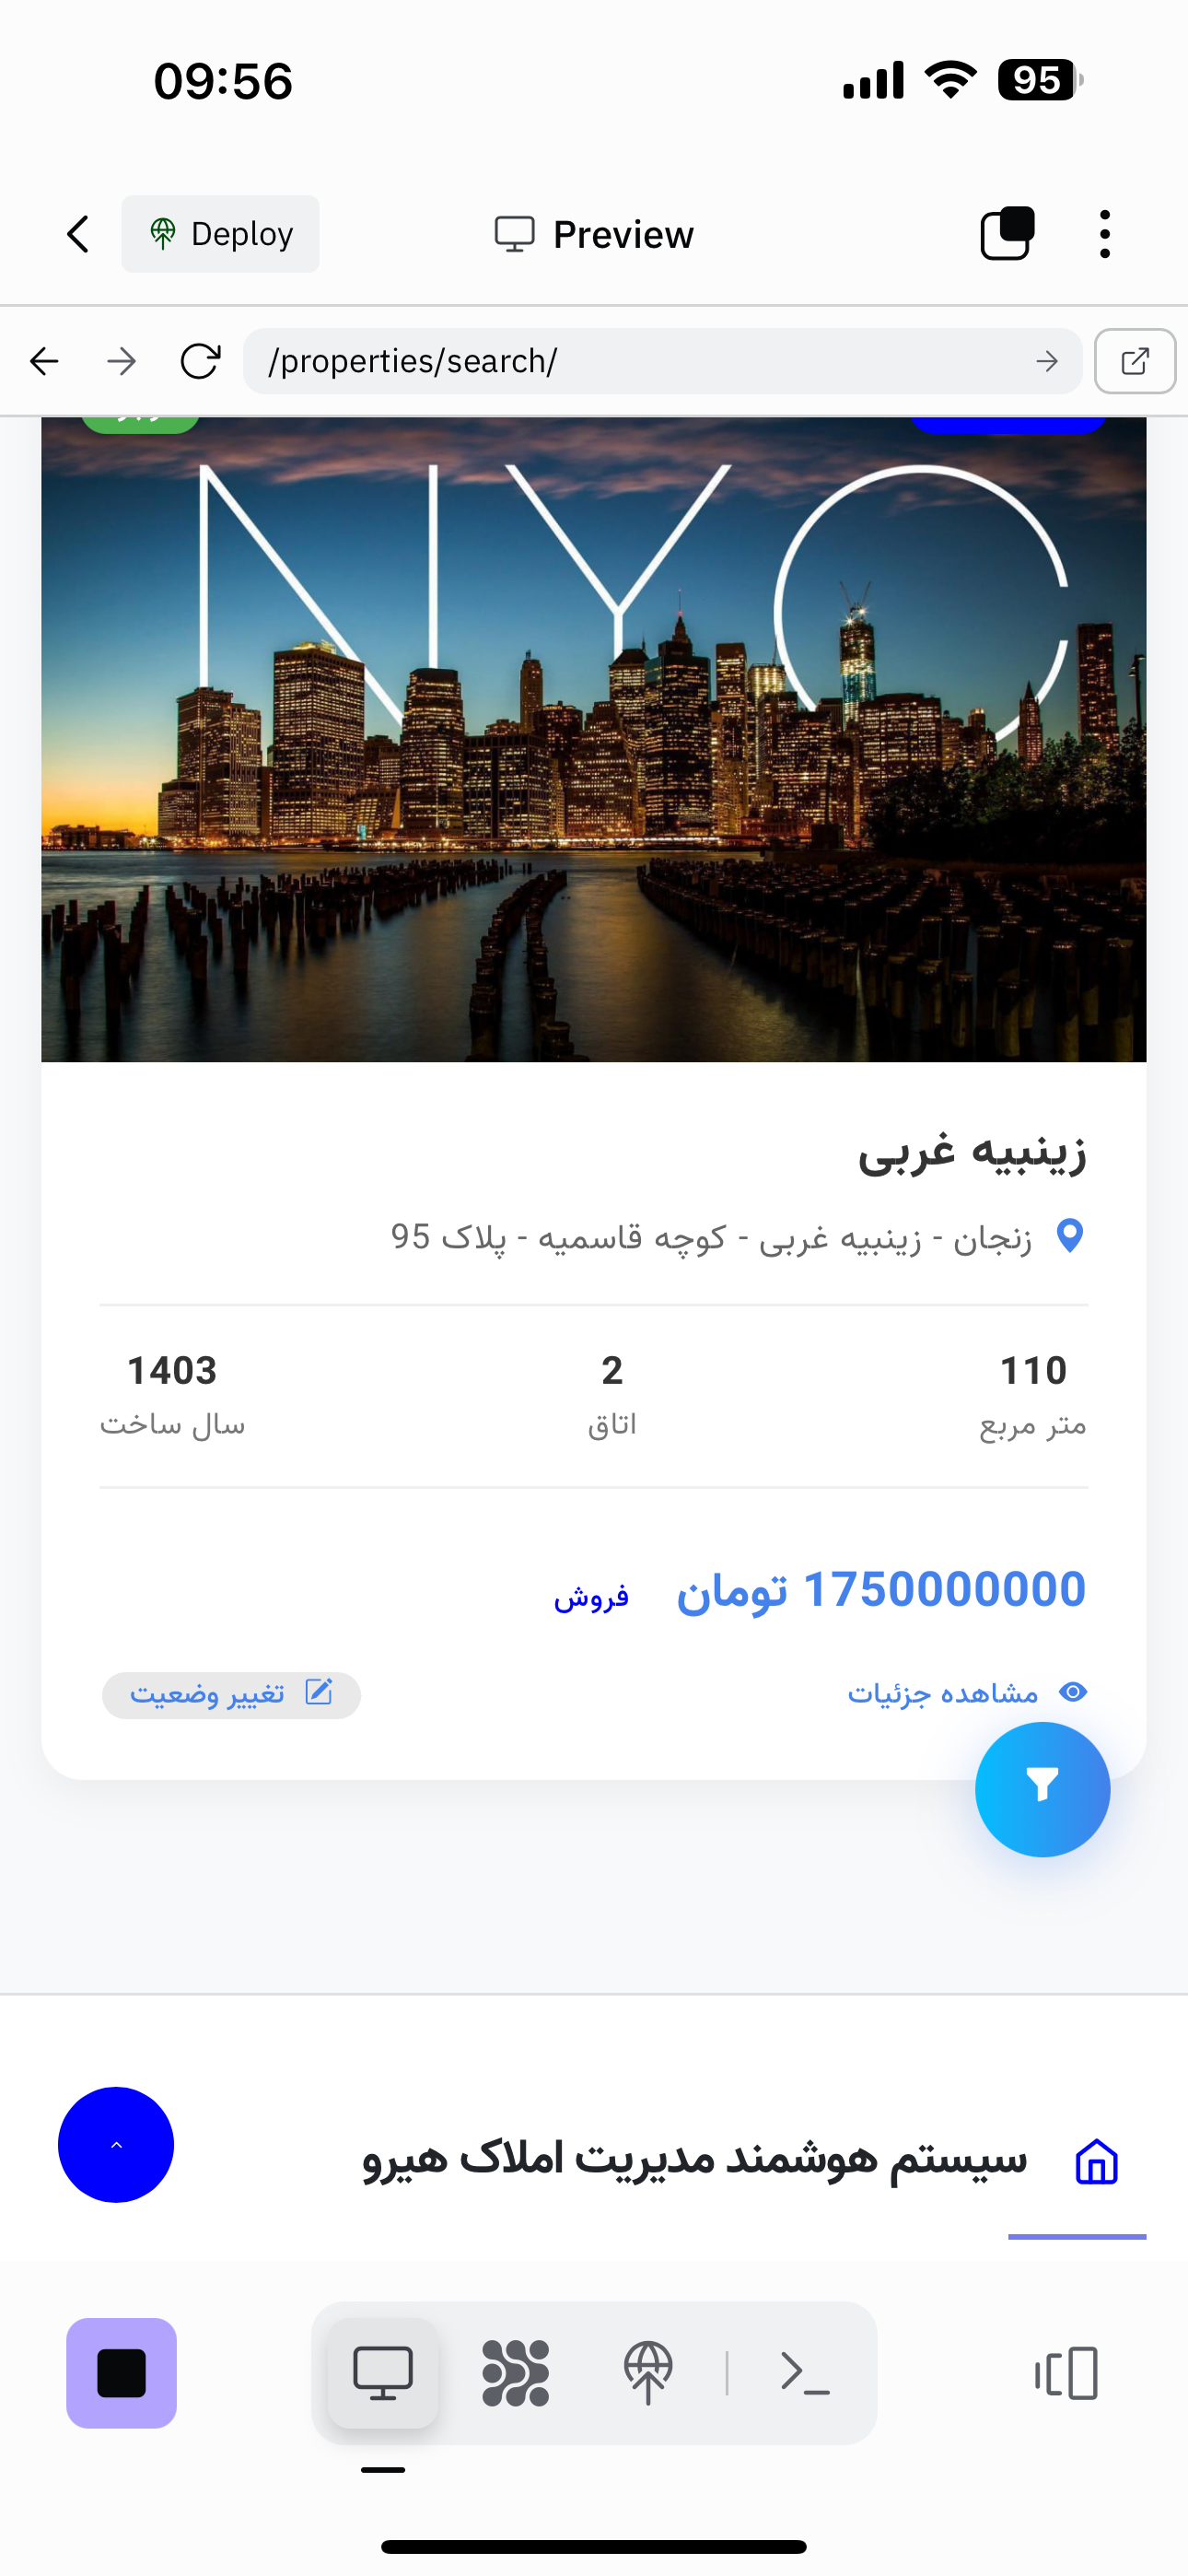 09:56
95
Deploy
Preview
/properties/search/
NYC
زینبیه غربی
زنجان - زینبیه غربی - کوچه قاسمیه - پلاک 95
110
2
1403
متر مربع
اتاق
سال ساخت
1750000000 تومان
فروش
مشاهده جزئیات
تغییر وضعیت
سیستم هوشمند مدیریت املاک هیرو